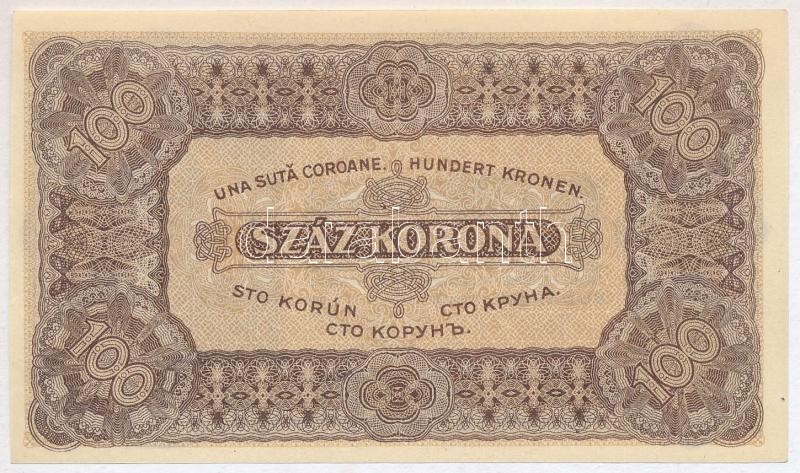 100 100
UNA SUTĂ COROANE. HUNDERT KRONEN.
SZÁZ KORONA
STO KORÚN СТО КРУНА.
СТО КОРУНЪ.
100 100